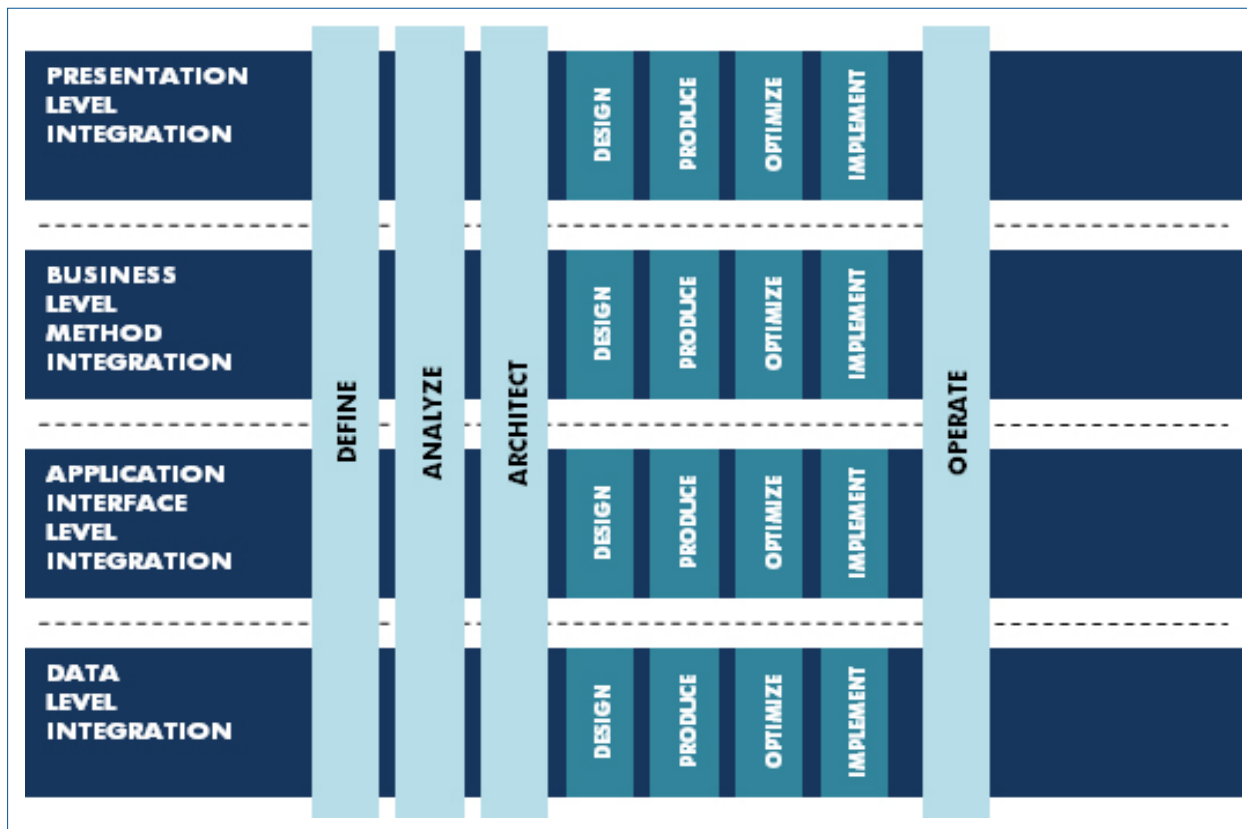 PRESENTATION
LEVEL
INTEGRATION
DESIGN
PRODUCE
OPTIMIZE
IMPLEMENT
BUSINESS
LEVEL
METHOD
INTEGRATION
DESIGN
PRODUCE
OPTIMIZE
IMPLEMENT
DEFINE
ANALYZE
ARCHITECT
OPERATE
APPLICATION
INTERFACE
LEVEL
INTEGRATION
DESIGN
PRODUCE
OPTIMIZE
IMPLEMENT
DATA
LEVEL
INTEGRATION
DESIGN
PRODUCE
OPTIMIZE
IMPLEMENT